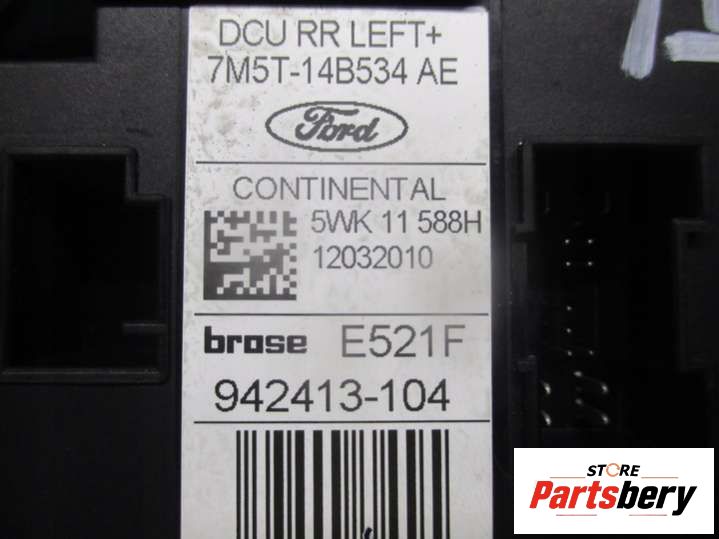 DCU RR LEFT+
7M5T-14B534 AE
Ford
CONTINENTAL
5WK 11 588H
12032010
brose E521F
942413-104
STORE
Partsbery